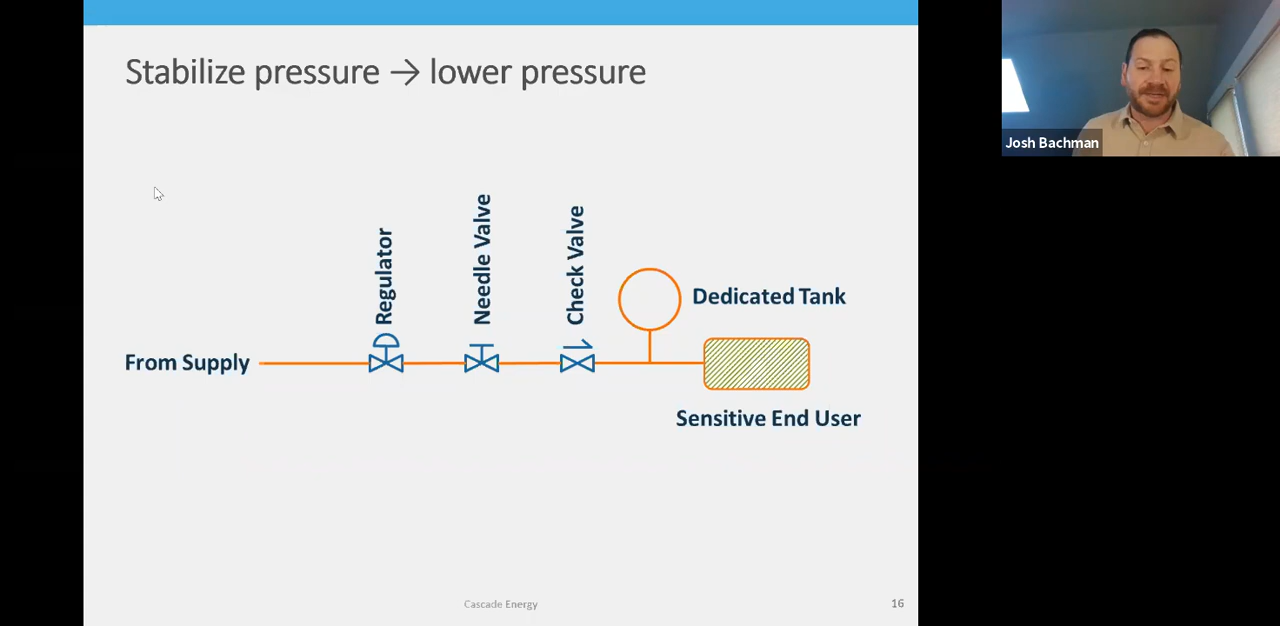 Stabilize pressure → lower pressure
Josh Bachman
Regulator
Needle Valve
Check Valve
Dedicated Tank
From Supply
Sensitive End User
Cascade Energy
16